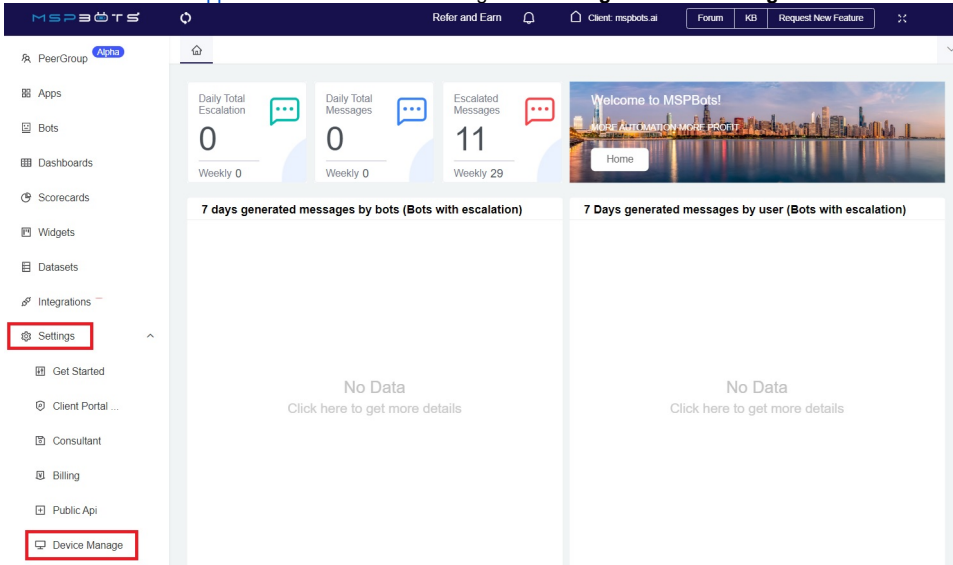 MSPBOTS
Refer and Earn
Client: mspbots.ai
Forum
KB
Request New Feature
PeerGroup
Alpha
Apps
Bots
Dashboards
Scorecards
Widgets
Datasets
Integrations
Settings
Get Started
Client Portal ...
Consultant
Billing
Public Api
Device Manage
Daily Total
Escalation
0
Weekly 0
Daily Total
Messages
0
Weekly 0
Escalated
Messages
11
Weekly 29
Welcome to MSPBots!
MORE AUTOMATION MORE PROFIT
Home
7 days generated messages by bots (Bots with escalation)
No Data
Click here to get more details
7 Days generated messages by user (Bots with escalation)
No Data
Click here to get more details